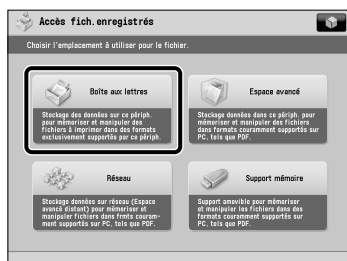 Accès fich.enregistrés
Choisir l'emplacement à utiliser pour le fichier.
Boîte aux lettres
Stockage des données sur ce périph.
pour mémoriser et manipuler des
fichiers à imprimer dans des formats
exclusivement supportés par ce périph.
Espace avancé
Stockage données dans ce périph. pour
mémoriser et manipuler des fichiers
dans formats couramment supportés sur
PC, tels que PDF.
Réseau
Stockage données sur réseau (Espace
avancé distant) pour mémoriser et
manipuler fichiers dans frmts couram-
ment supportés sur PC, tels que PDF.
Support mémoire
Support amovible pour mémoriser
et manipuler les fichiers dans des
formats couramment supportés sur
PC, tels que PDF.